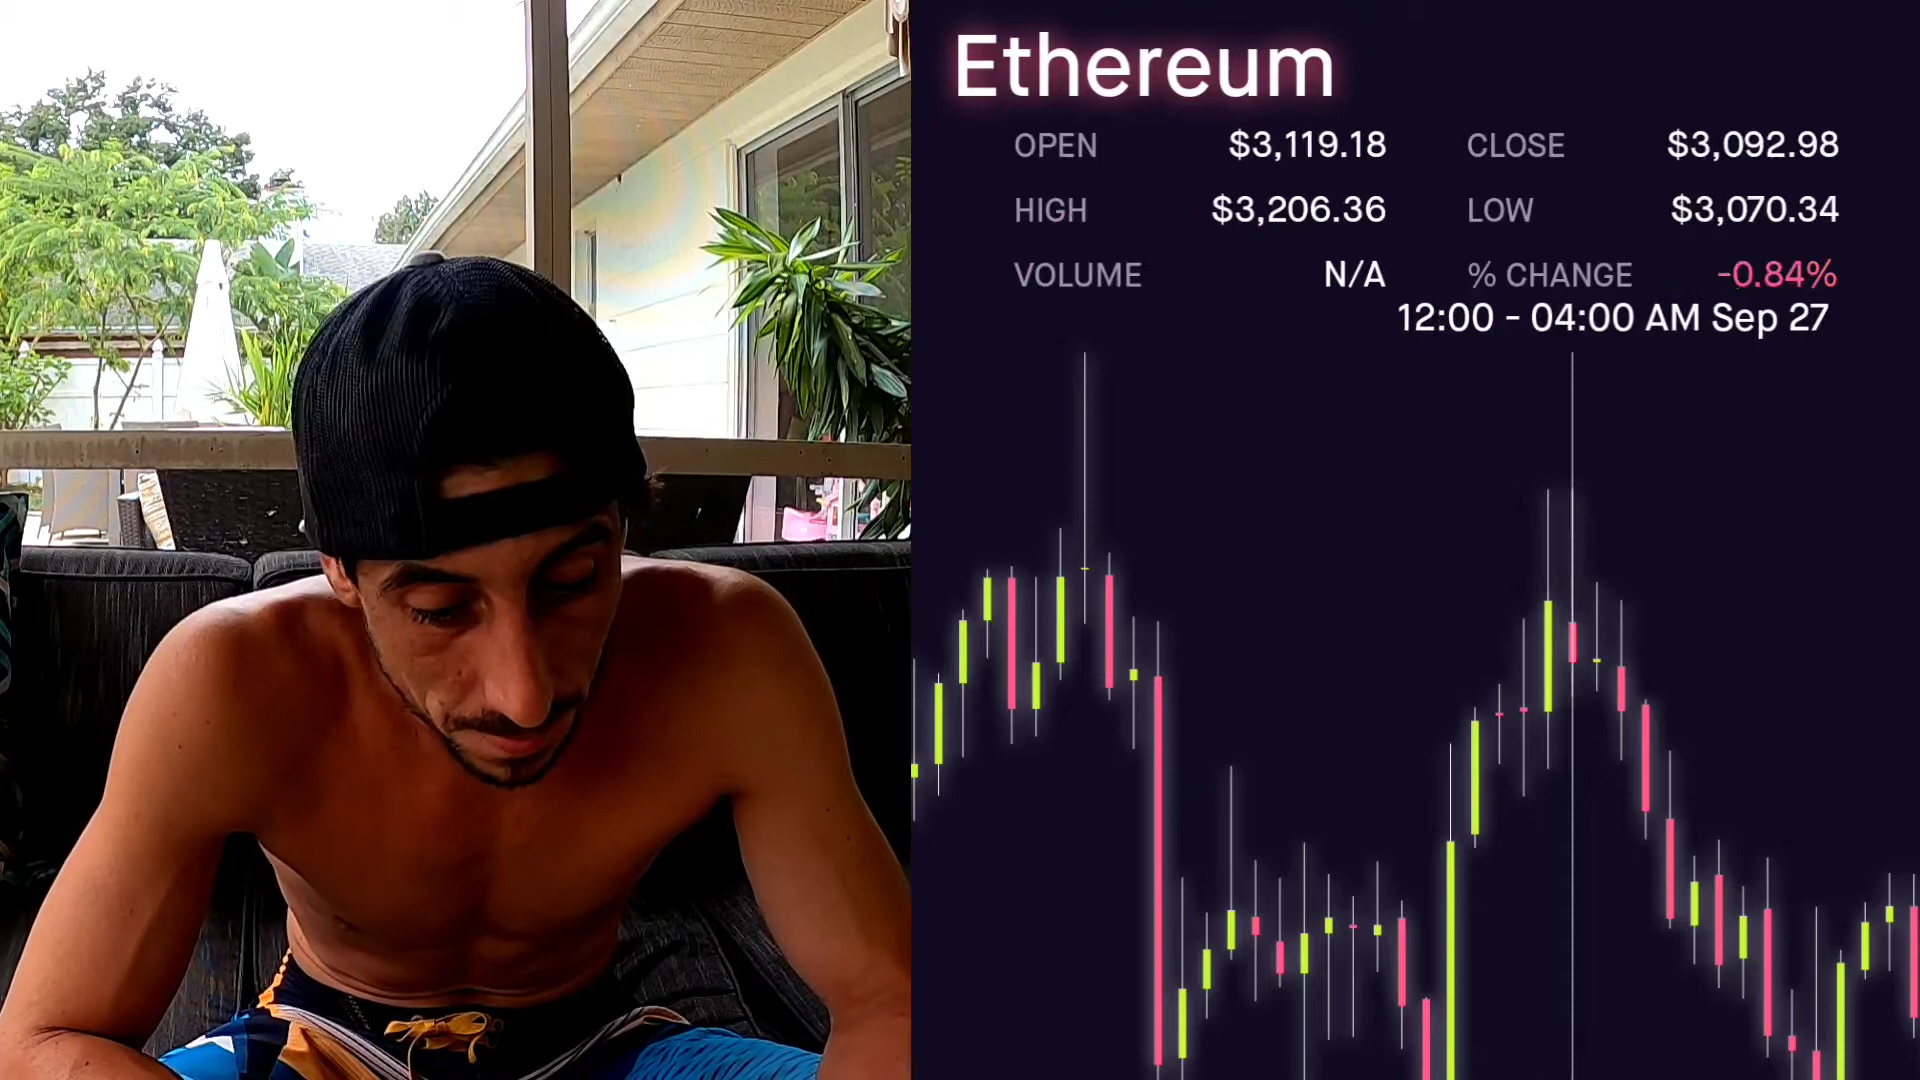 Ethereum
OPEN $3,119.18 CLOSE $3,092.98
HIGH $3,206.36 LOW $3,070.34
VOLUME N/A % CHANGE -0.84%
12:00 - 04:00 AM Sep 27